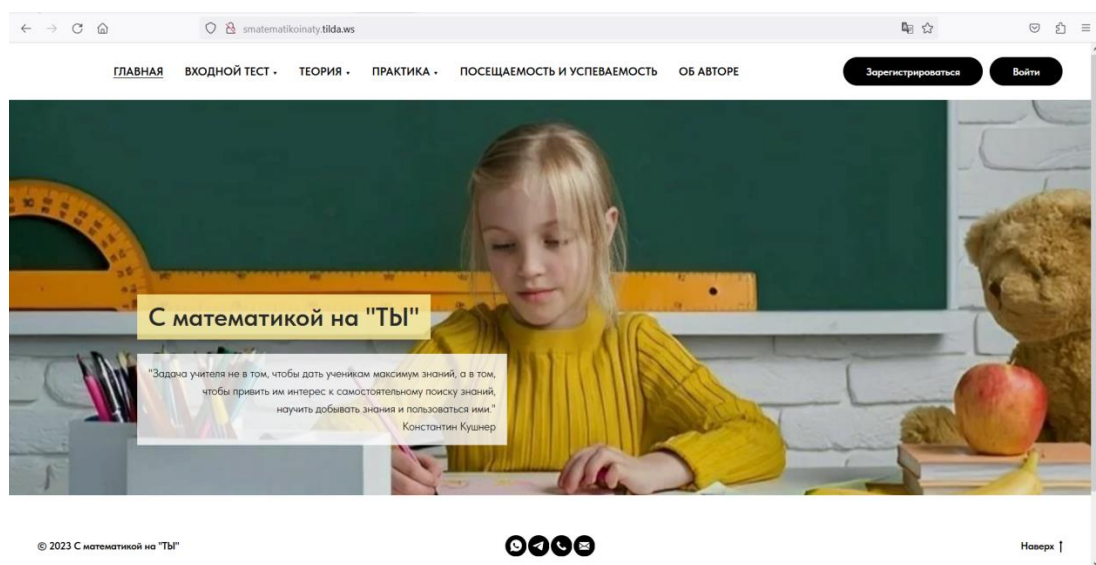 smatematikoinaty.tilda.ws
ГЛАВНАЯ ВХОДНОЙ ТЕСТ ТЕОРИЯ ПРАКТИКА ПОСЕЩАЕМОСТЬ И УСПЕВАЕМОСТЬ ОБ АВТОРЕ Зарегистрироваться Войти
С математикой на "ТЫ"
"Задача учителя не в том, чтобы дать ученикам максимум знаний, а в том,
чтобы привить им интерес к самостоятельному поиску знаний,
научить добывать знания и пользоваться ими."
Константин Кушнер
© 2023 С математикой на "ТЫ" Наверх ↑